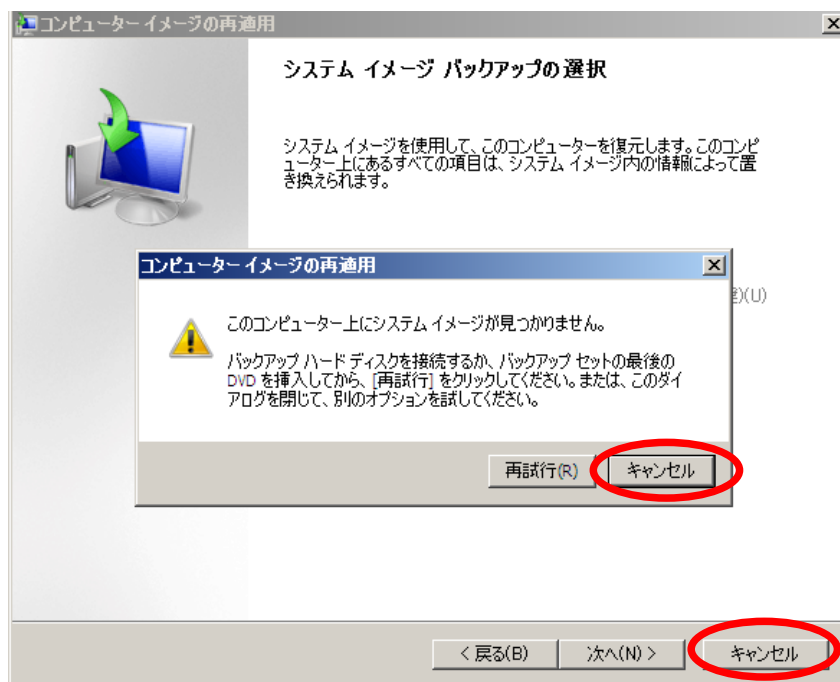 コンピューター イメージの再適用
システム イメージ バックアップの選択
システム イメージを使用して、このコンピューターを復元します。このコンピ
ューター上にあるすべての項目は、システム イメージ内の情報によって置
き換えられます。
コンピューター イメージの再適用
(U)
このコンピューター上にシステム イメージが見つかりません。
バックアップ ハード ディスクを接続するか、バックアップ セットの最後の
DVD を挿入してから、[再試行] をクリックしてください。または、このダイ
アログを閉じて、別のオプションを試してください。
再試行(R) キャンセル
< 戻る(B) 次へ(N) > キャンセル